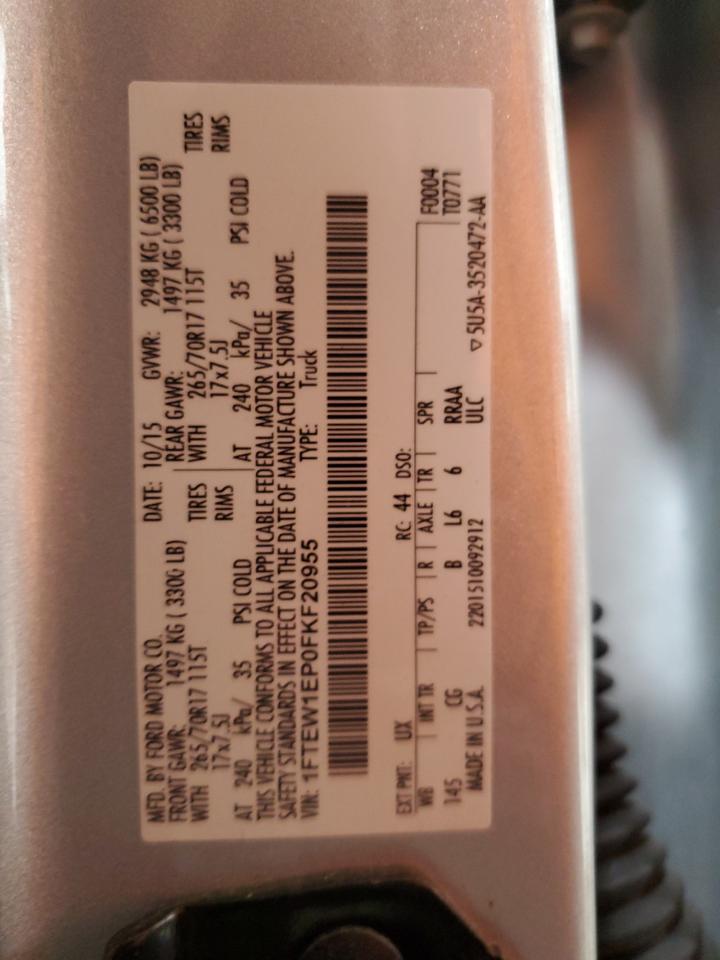 MFD. BY FORD MOTOR CO. DATE: 10/15 GVWR: 2948 KG ( 6500 LB)
FRONT GAWR: 1497 KG ( 3300 LB) REAR GAWR: 1497 KG ( 3300 LB)
WITH 265/70R17 115T TIRES WITH 265/70R17 115T TIRES
17x7.5J RIMS 17x7.5J RIMS
AT 240 kPa/ 35 PSI COLD AT 240 kPa/ 35 PSI COLD
THIS VEHICLE CONFORMS TO ALL APPLICABLE FEDERAL MOTOR VEHICLE
SAFETY STANDARDS IN EFFECT ON THE DATE OF MANUFACTURE SHOWN ABOVE.
VIN: 1FTEW1EP0FKF20955 TYPE: Truck
EXT PNT: UX RC: 44 DSO:
WB INT TR TP/PS R AXLE TR SPR F0004
145 CG B L6 6 RRAA T0771
MADE IN U.S.A. 2201510092912 ULC ▽5U5A-3520472-AA